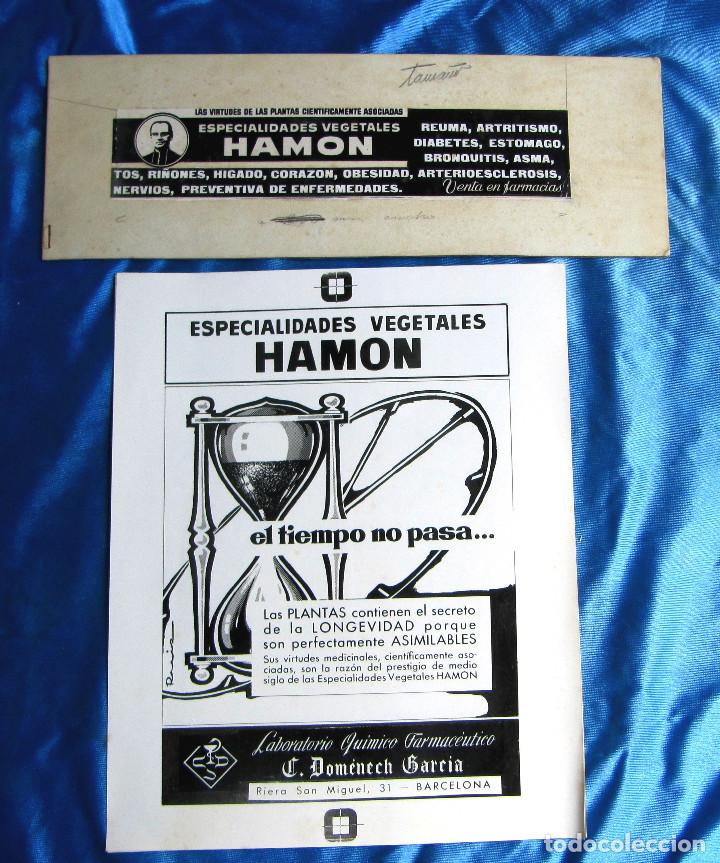 tamaño
LAS VIRTUDES DE LAS PLANTAS CIENTIFICAMENTE ASOCIADAS
ESPECIALIDADES VEGETALES
HAMON
REUMA, ARTRITISMO,
DIABETES, ESTOMAGO,
BRONQUITIS, ASMA,
TOS, RIÑONES, HIGADO, CORAZON, OBESIDAD, ARTERIOESCLEROSIS,
NERVIOS, PREVENTIVA DE ENFERMEDADES.
Venta en farmacias
ESPECIALIDADES VEGETALES
HAMON
el tiempo no pasa...
Las PLANTAS contienen el secreto
de la LONGEVIDAD porque
son perfectamente ASIMILABLES
Sus virtudes medicinales, científicamente aso-
ciadas, son la razón del prestigio de medio
siglo de las Especialidades Vegetales HAMON
Ruiz
Laboratorio Químico Farmacéutico
C. Doménech Garcia
Riera San Miguel, 31 — BARCELONA
todocoleccion